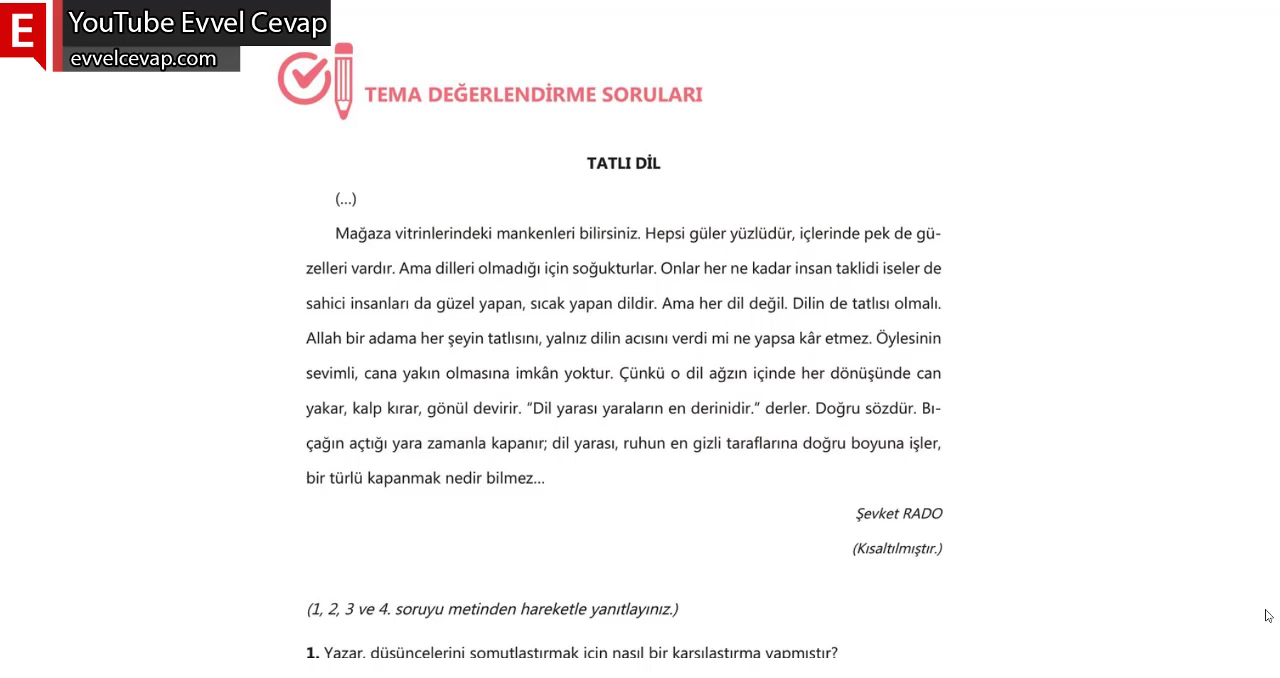 E
YouTube Evvel Cevap
evvelcevap.com
TEMA DEĞERLENDİRME SORULARI
TATLI DİL
(...)
Mağaza vitrinlerindeki mankenleri bilirsiniz. Hepsi güler yüzlüdür, içlerinde pek de gü-
zelleri vardır. Ama dilleri olmadığı için soğukturlar. Onlar her ne kadar insan taklidi iseler de
sahici insanları da güzel yapan, sıcak yapan dildir. Ama her dil değil. Dilin de tatlısı olmalı.
Allah bir adama her şeyin tatlısını, yalnız dilin acısını verdi mi ne yapsa kâr etmez. Öylesinin
sevimli, cana yakın olmasına imkân yoktur. Çünkü o dil ağzın içinde her dönüşünde can
yakar, kalp kırar, gönül devirir. “Dil yarası yaraların en derinidir.” derler. Doğru sözdür. Bı-
çağın açtığı yara zamanla kapanır; dil yarası, ruhun en gizli taraflarına doğru boyuna işler,
bir türlü kapanmak nedir bilmez...
Şevket RADO
(Kısaltılmıştır.)
(1, 2, 3 ve 4. soruyu metinden hareketle yanıtlayınız.)
1. Yazar, düşüncelerini somutlaştırmak için nasıl bir karşılaştırma yapmıştır?